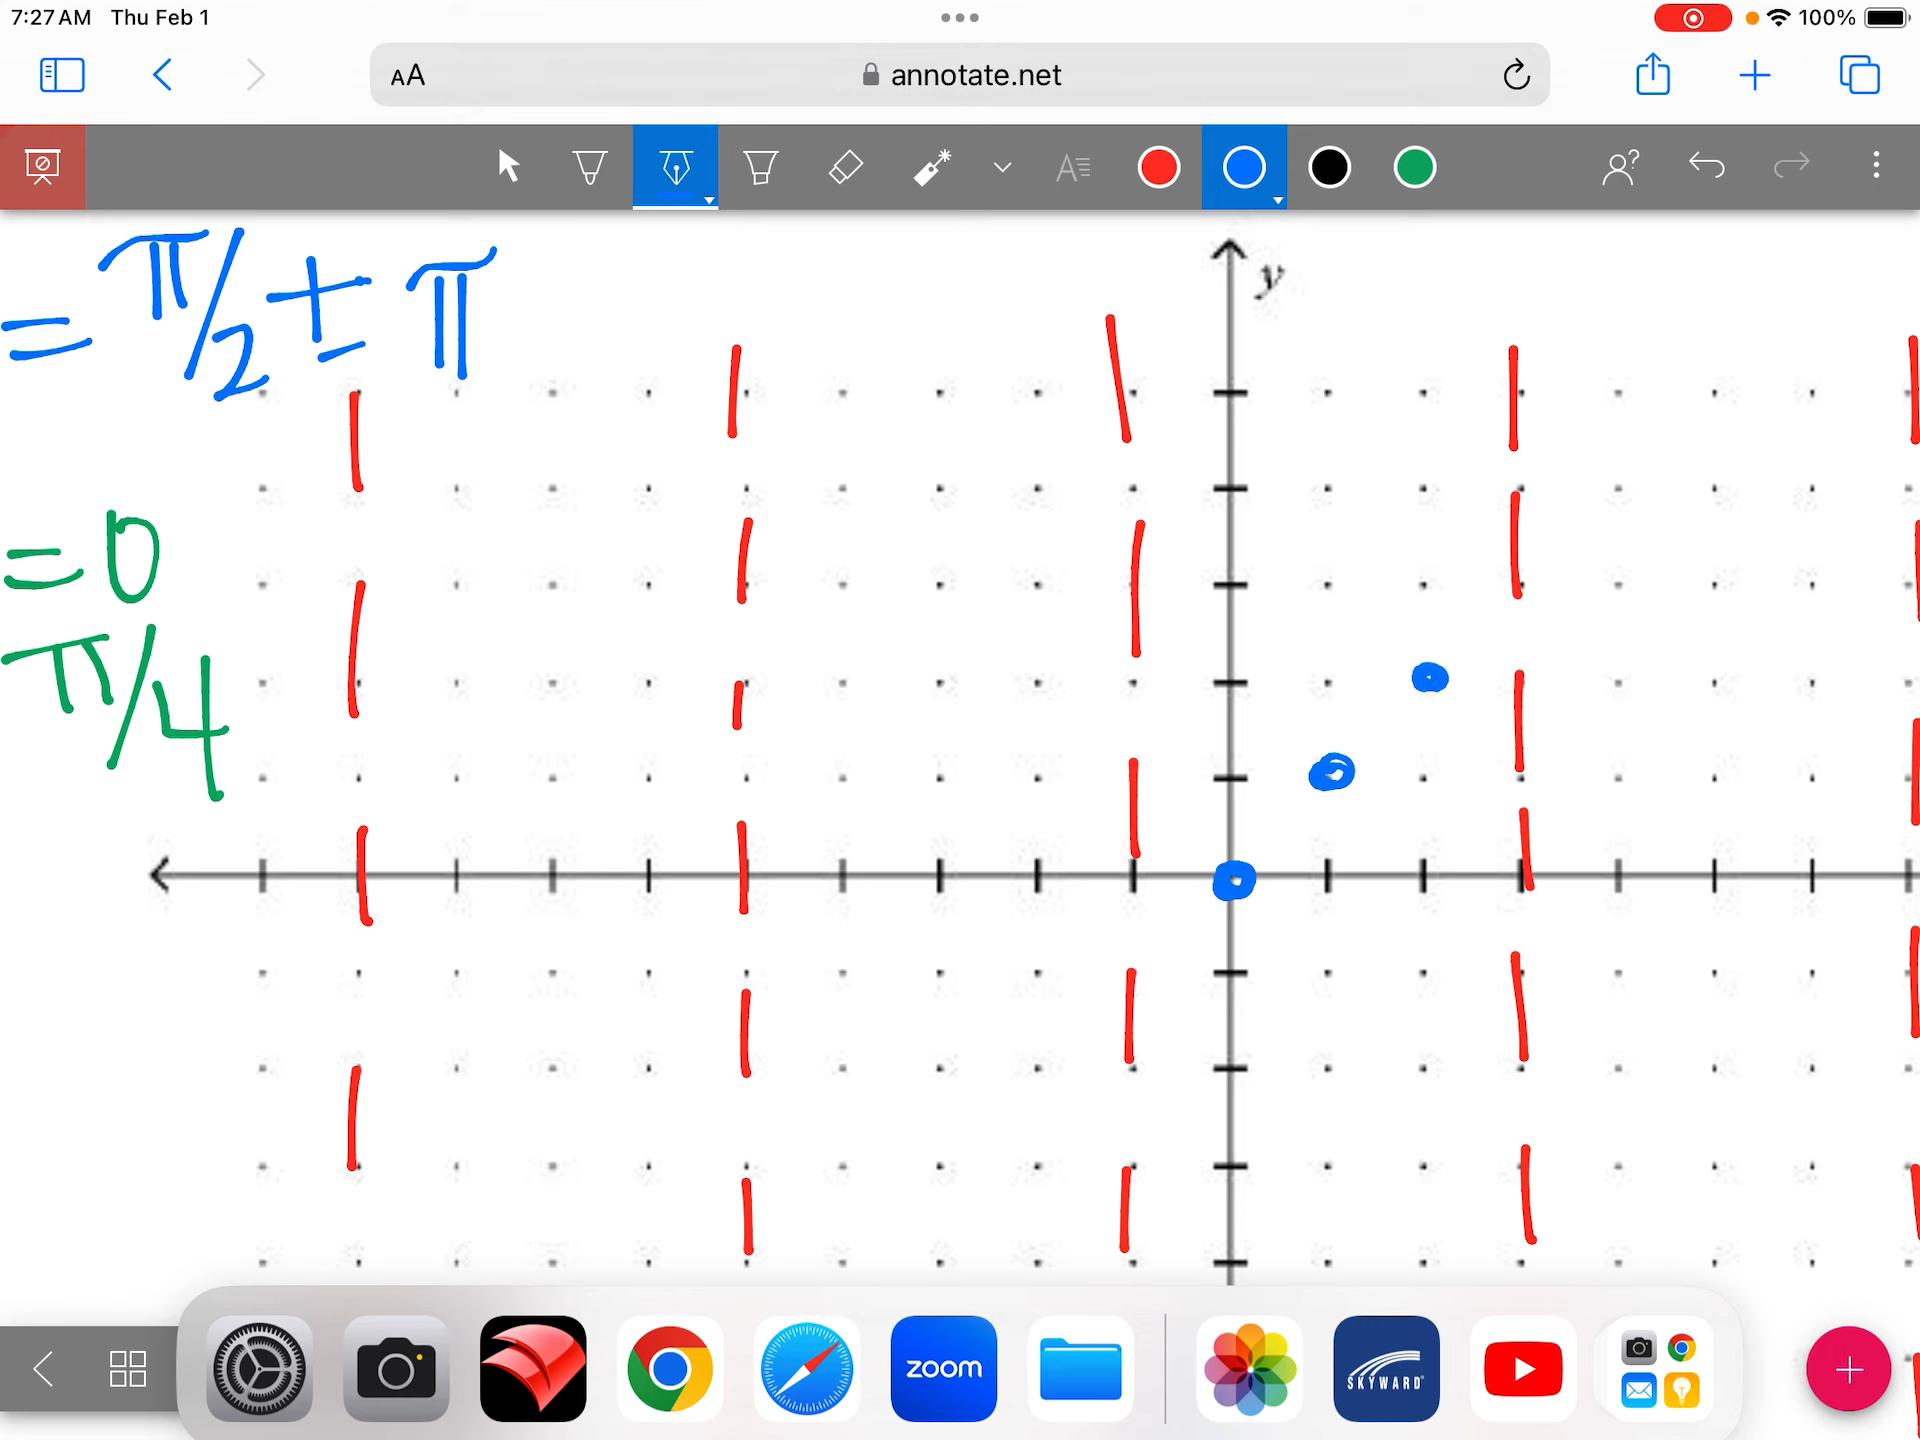 7:27 AM Thu Feb 1
100%
AA
annotate.net
A
= π/2 ± π
y
= 0
π/4
zoom
SKYWARD